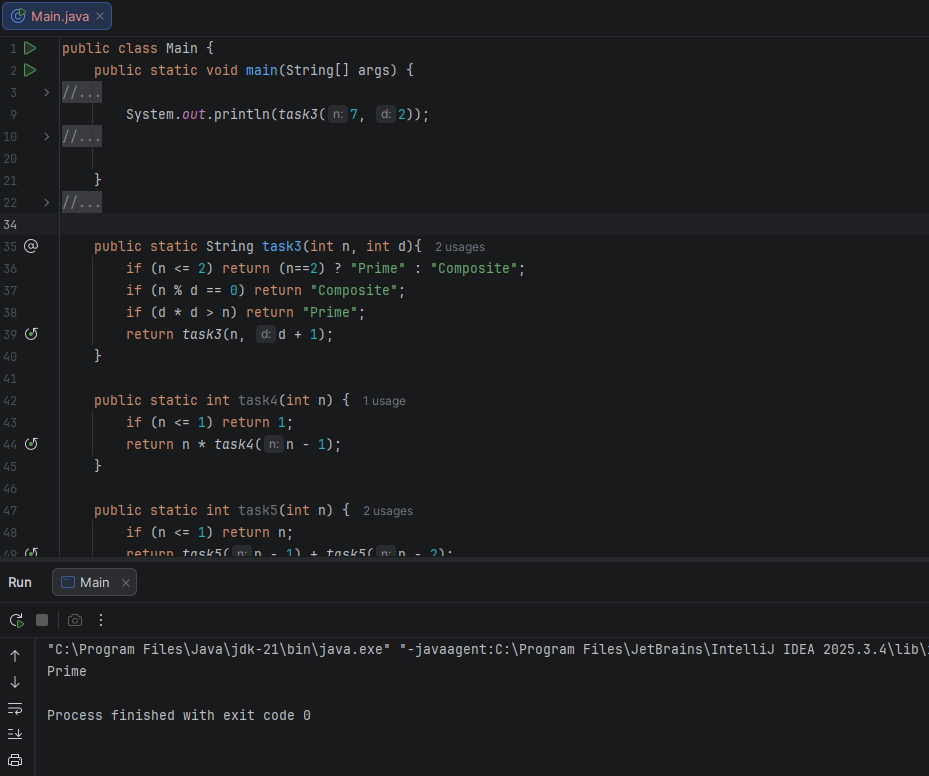 Main.java ×
1 public class Main {
2 public static void main(String[] args) {
3 //...
9 System.out.println(task3( n: 7, d: 2));
10 //...
20
21 }
22 //...
34
35 public static String task3(int n, int d){ 2 usages
36 if (n <= 2) return (n==2) ? "Prime" : "Composite";
37 if (n % d == 0) return "Composite";
38 if (d * d > n) return "Prime";
39 return task3(n, d: d + 1);
40 }
41
42 public static int task4(int n) { 1 usage
43 if (n <= 1) return 1;
44 return n * task4( n: n - 1);
45 }
46
47 public static int task5(int n) { 2 usages
48 if (n <= 1) return n;
49 return task5( n: n - 1) + task5( n: n - 2);
Run Main ×
"C:\Program Files\Java\jdk-21\bin\java.exe" "-javaagent:C:\Program Files\JetBrains\IntelliJ IDEA 2025.3.4\lib\
Prime
Process finished with exit code 0